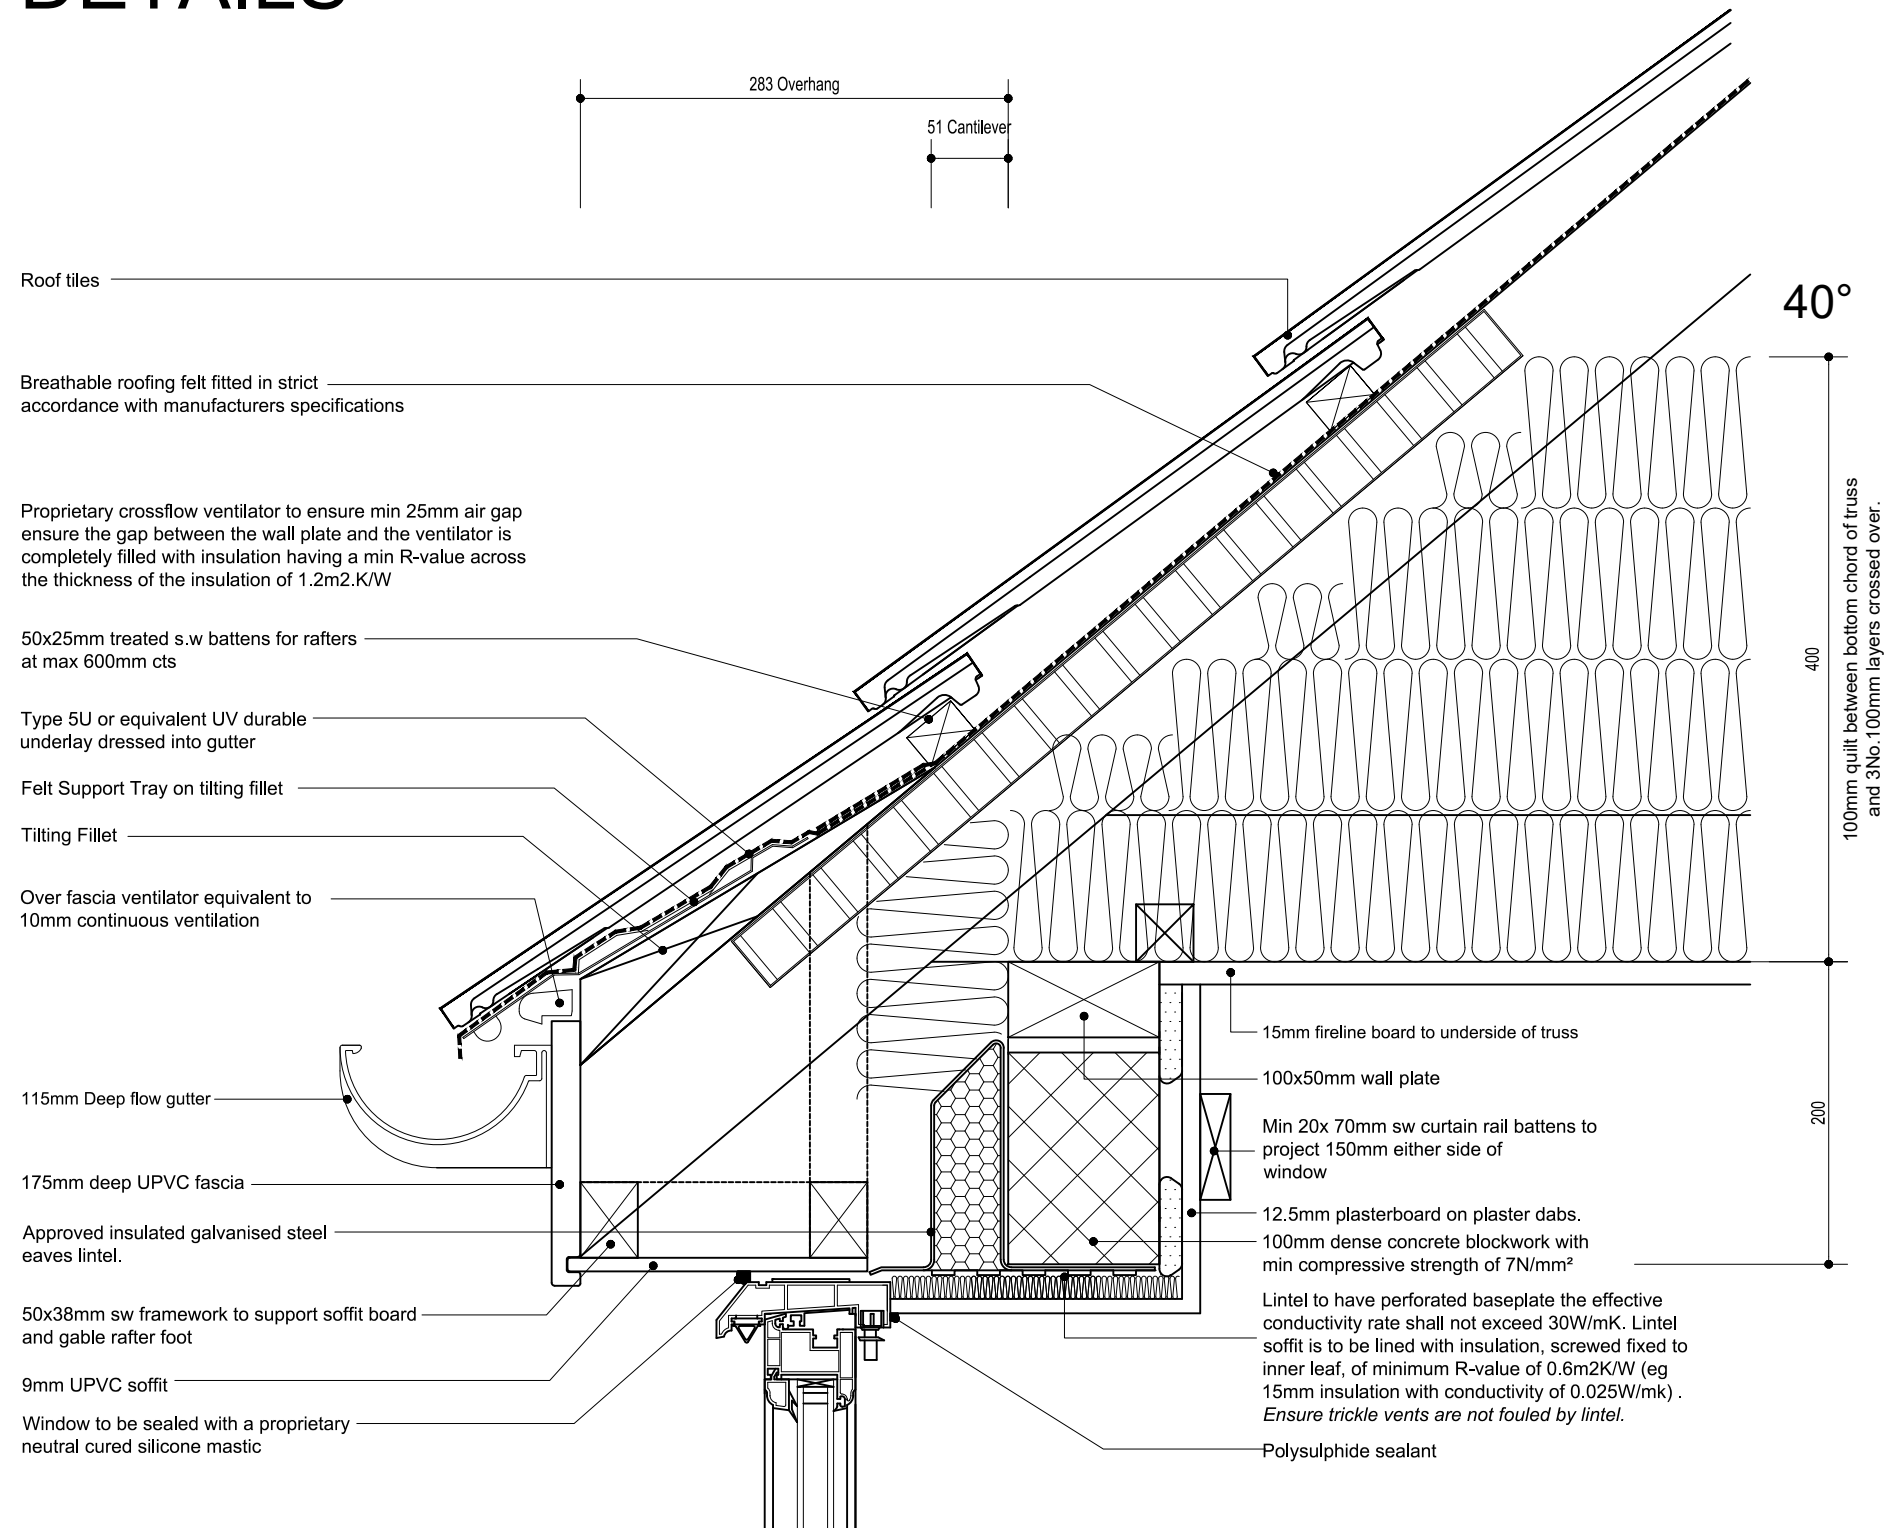 DETAILS
283 Overhang
51 Cantilever
Roof tiles
40°
Breathable roofing felt fitted in strict
accordance with manufacturers specifications
Proprietary crossflow ventilator to ensure min 25mm air gap
ensure the gap between the wall plate and the ventilator is
completely filled with insulation having a min R-value across
the thickness of the insulation of 1.2m2.K/W
50x25mm treated s.w battens for rafters
at max 600mm cts
Type 5U or equivalent UV durable
underlay dressed into gutter
Felt Support Tray on tilting fillet
Tilting Fillet
Over fascia ventilator equivalent to
10mm continuous ventilation
115mm Deep flow gutter
175mm deep UPVC fascia
Approved insulated galvanised steel
eaves lintel.
50x38mm sw framework to support soffit board
and gable rafter foot
9mm UPVC soffit
Window to be sealed with a proprietary
neutral cured silicone mastic
400
100mm quilt between bottom chord of truss
and 3No.100mm layers crossed over.
200
15mm fireline board to underside of truss
100x50mm wall plate
Min 20x 70mm sw curtain rail battens to
project 150mm either side of
window
12.5mm plasterboard on plaster dabs.
100mm dense concrete blockwork with
min compressive strength of 7N/mm²
Lintel to have perforated baseplate the effective
conductivity rate shall not exceed 30W/mK. Lintel
soffit is to be lined with insulation, screwed fixed to
inner leaf, of minimum R-value of 0.6m2K/W (eg
15mm insulation with conductivity of 0.025W/mk) .
Ensure trickle vents are not fouled by lintel.
Polysulphide sealant